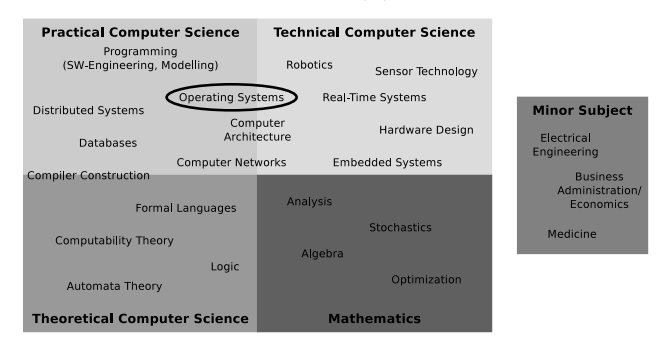 Practical Computer Science
Technical Computer Science
Programming
(SW-Engineering, Modelling)
Robotics
Sensor Technology
Operating Systems
Real-Time Systems
Distributed Systems
Computer
Architecture
Hardware Design
Databases
Computer Networks
Embedded Systems
Compiler Construction
Formal Languages
Computability Theory
Logic
Automata Theory
Theoretical Computer Science
Analysis
Stochastics
Algebra
Optimization
Mathematics
Minor Subject
Electrical
Engineering
Business
Administration/
Economics
Medicine